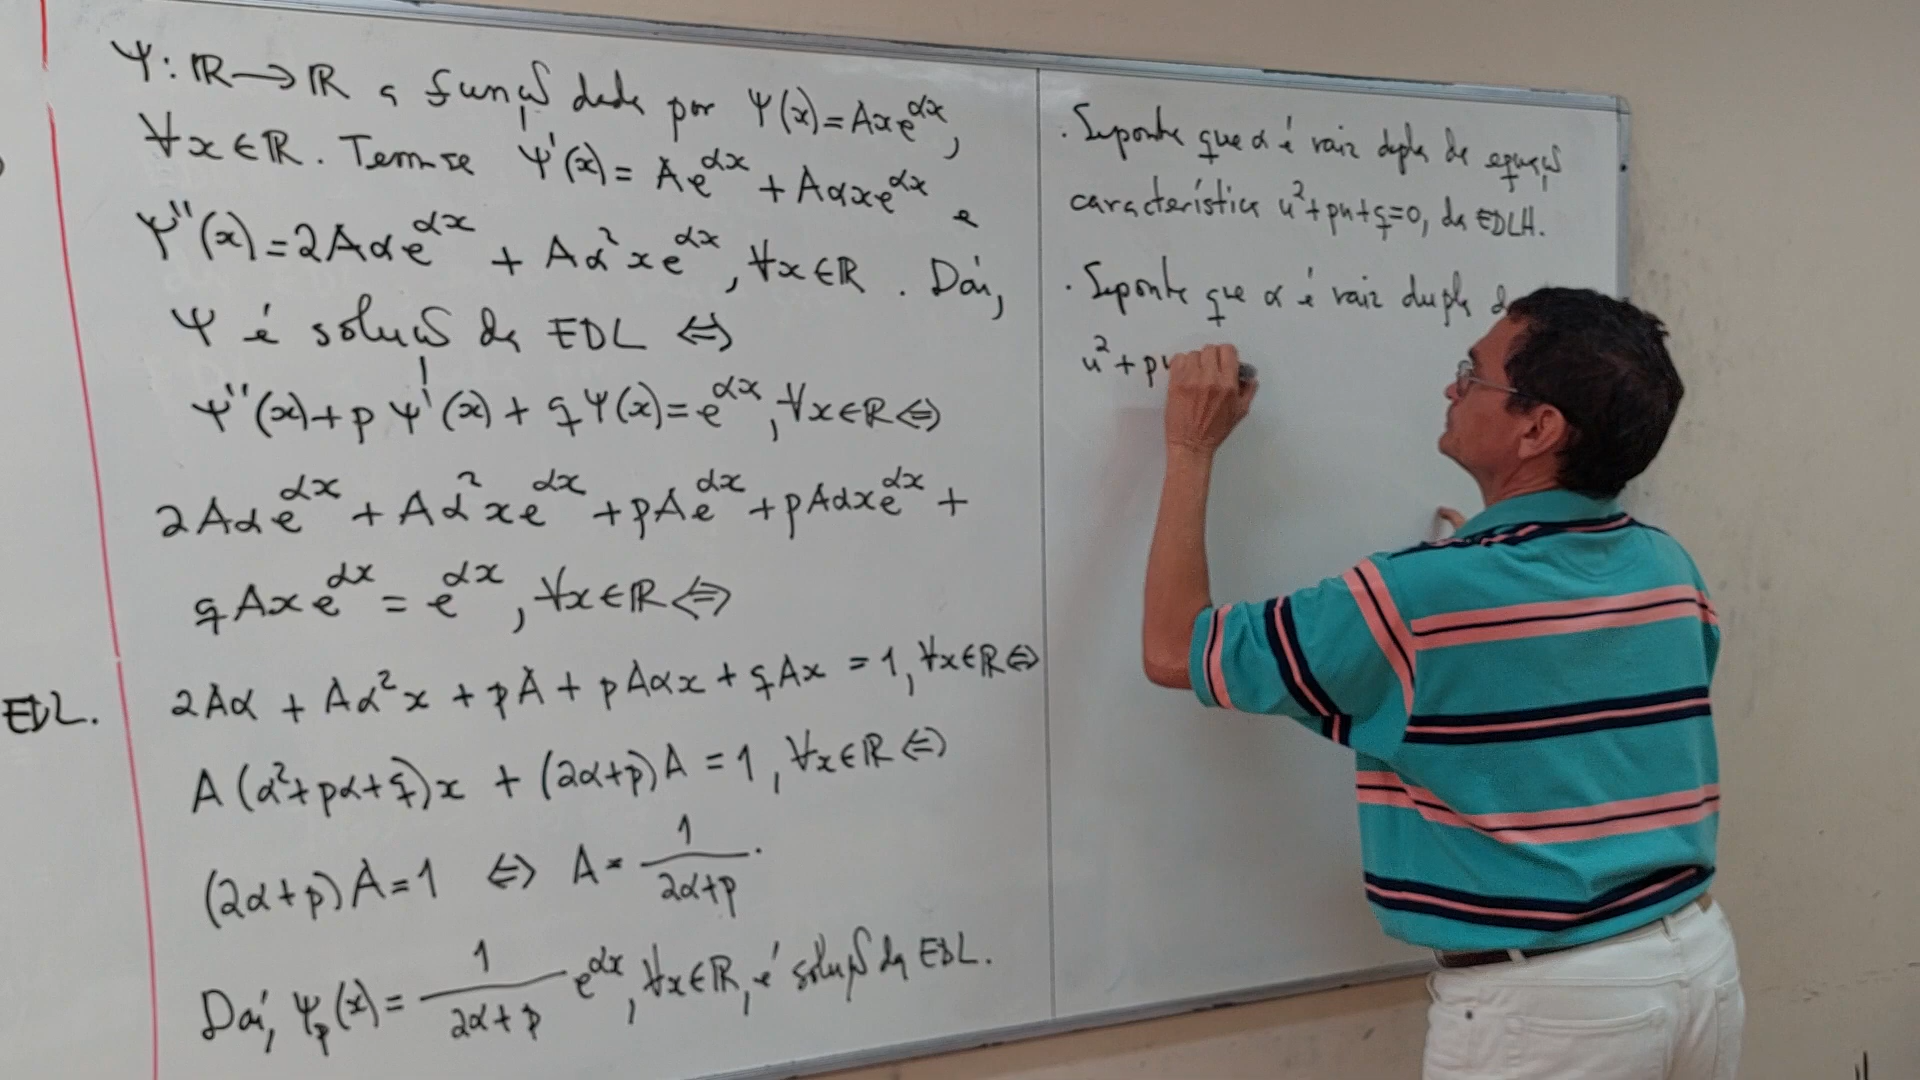 Ψ: ℝ → ℝ a função dada por Ψ(x) = Axe^{αx},
∀x ∈ ℝ. Tem-se Ψ'(x) = Ae^{αx} + Aαxe^{αx} e
Ψ''(x) = 2Aαe^{αx} + Aα²xe^{αx}, ∀x ∈ ℝ. Daí,
Ψ é solução da EDL ⇔
Ψ''(x) + pΨ'(x) + qΨ(x) = e^{αx}, ∀x ∈ ℝ ⇔
2Aαe^{αx} + Aα²xe^{αx} + pAe^{αx} + pAαxe^{αx} +
qAxe^{αx} = e^{αx}, ∀x ∈ ℝ ⇔
2Aα + Aα²x + pA + pAαx + qAx = 1, ∀x ∈ ℝ ⇔
A(α² + pα + q)x + (2α + p)A = 1, ∀x ∈ ℝ ⇔
(2α + p)A = 1 ⇔ A = 1/(2α + p).
Daí, Ψ_p(x) = 1/(2α + p) e^{αx}, ∀x ∈ ℝ, é solução da EDL.
EDL.
· Suponha que α é raiz dupla da equação
característica u² + pu + q = 0, da EDLH.
· Suponha que α é raiz dupla d
u² + pu